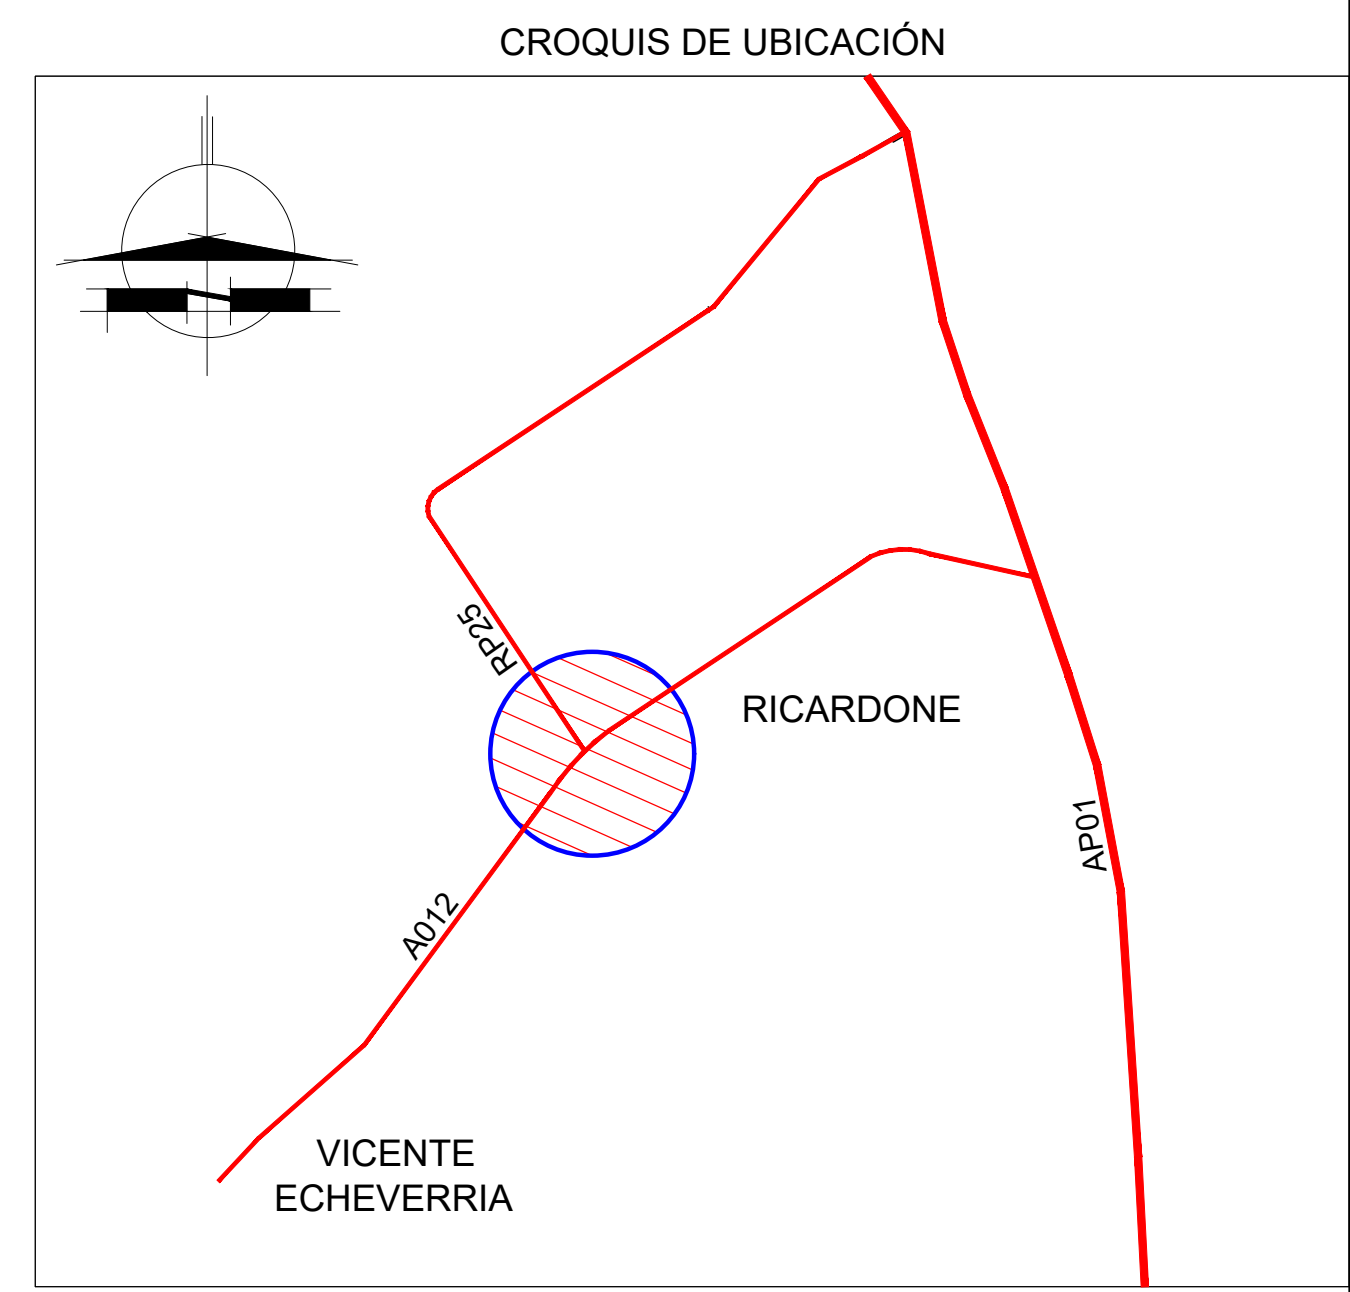 CROQUIS DE UBICACIÓN
RP25
RICARDONE
AP01
A012
VICENTE
ECHEVERRIA